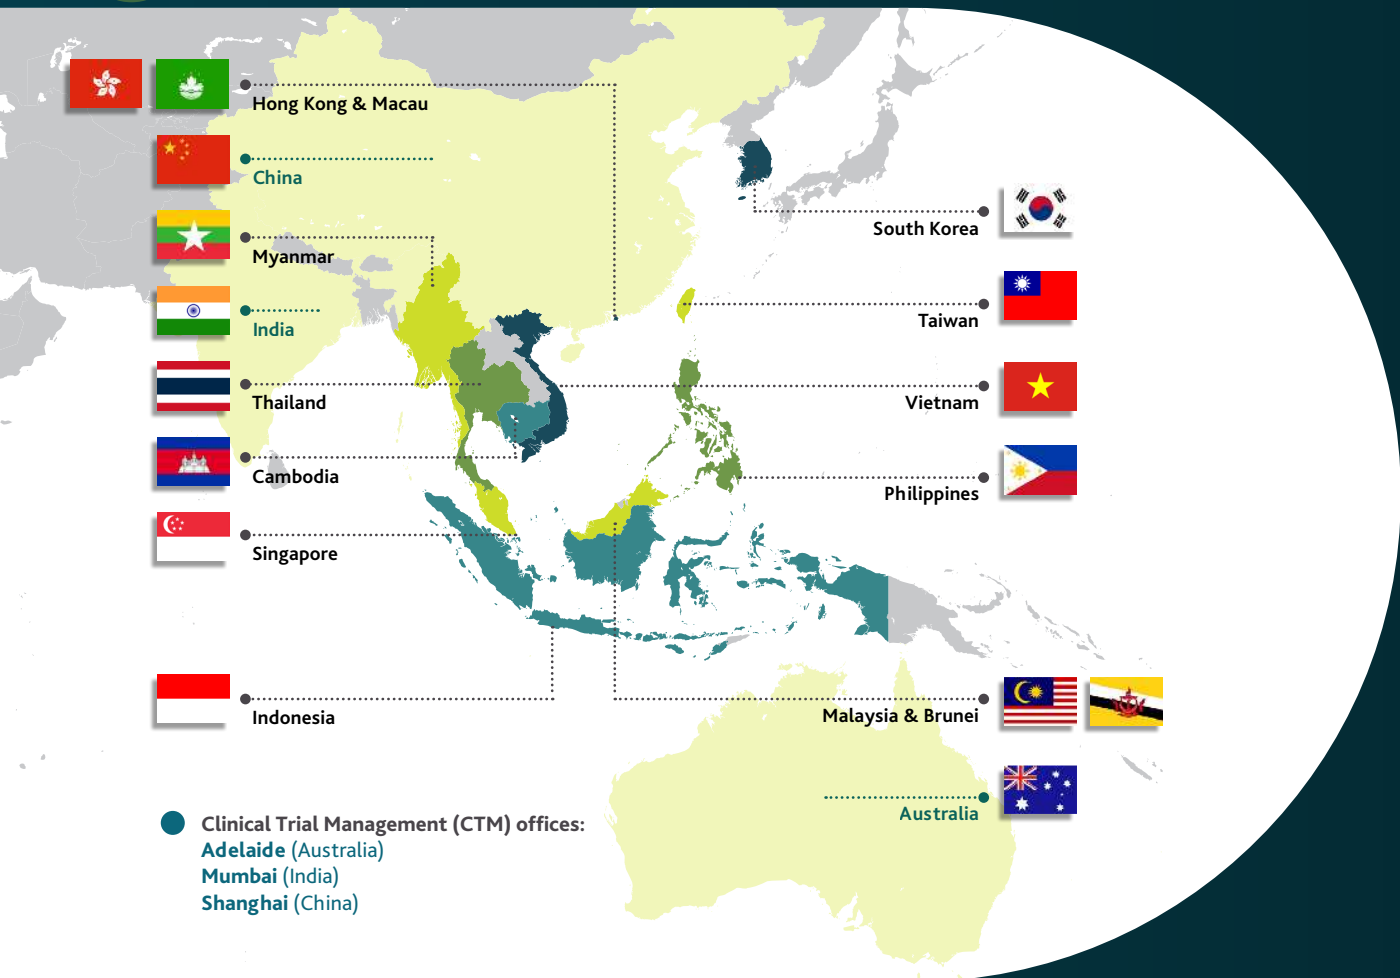 Hong Kong & Macau
China
Myanmar
India
Thailand
Cambodia
Singapore
Indonesia
South Korea
Taiwan
Vietnam
Philippines
Malaysia & Brunei
Australia
Clinical Trial Management (CTM) offices:
Adelaide (Australia)
Mumbai (India)
Shanghai (China)